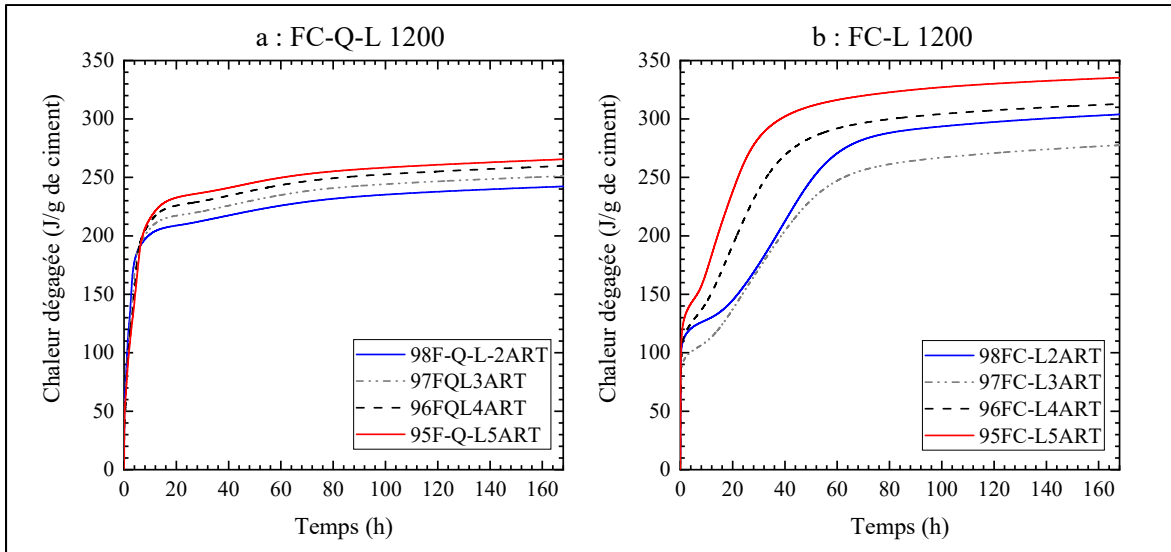 a : FC-Q-L 1200
350
300
250
200
150
100
50
0
Chaleur dégagée (J/g de ciment)
98F-Q-L-2ART
97FQL3ART
96FQL4ART
95F-Q-L5ART
0 20 40 60 80 100 120 140 160
Temps (h)
b : FC-L 1200
350
300
250
200
150
100
50
0
Chaleur dégagée (J/g de ciment)
98FC-L2ART
97FC-L3ART
96FC-L4ART
95FC-L5ART
0 20 40 60 80 100 120 140 160
Temps (h)